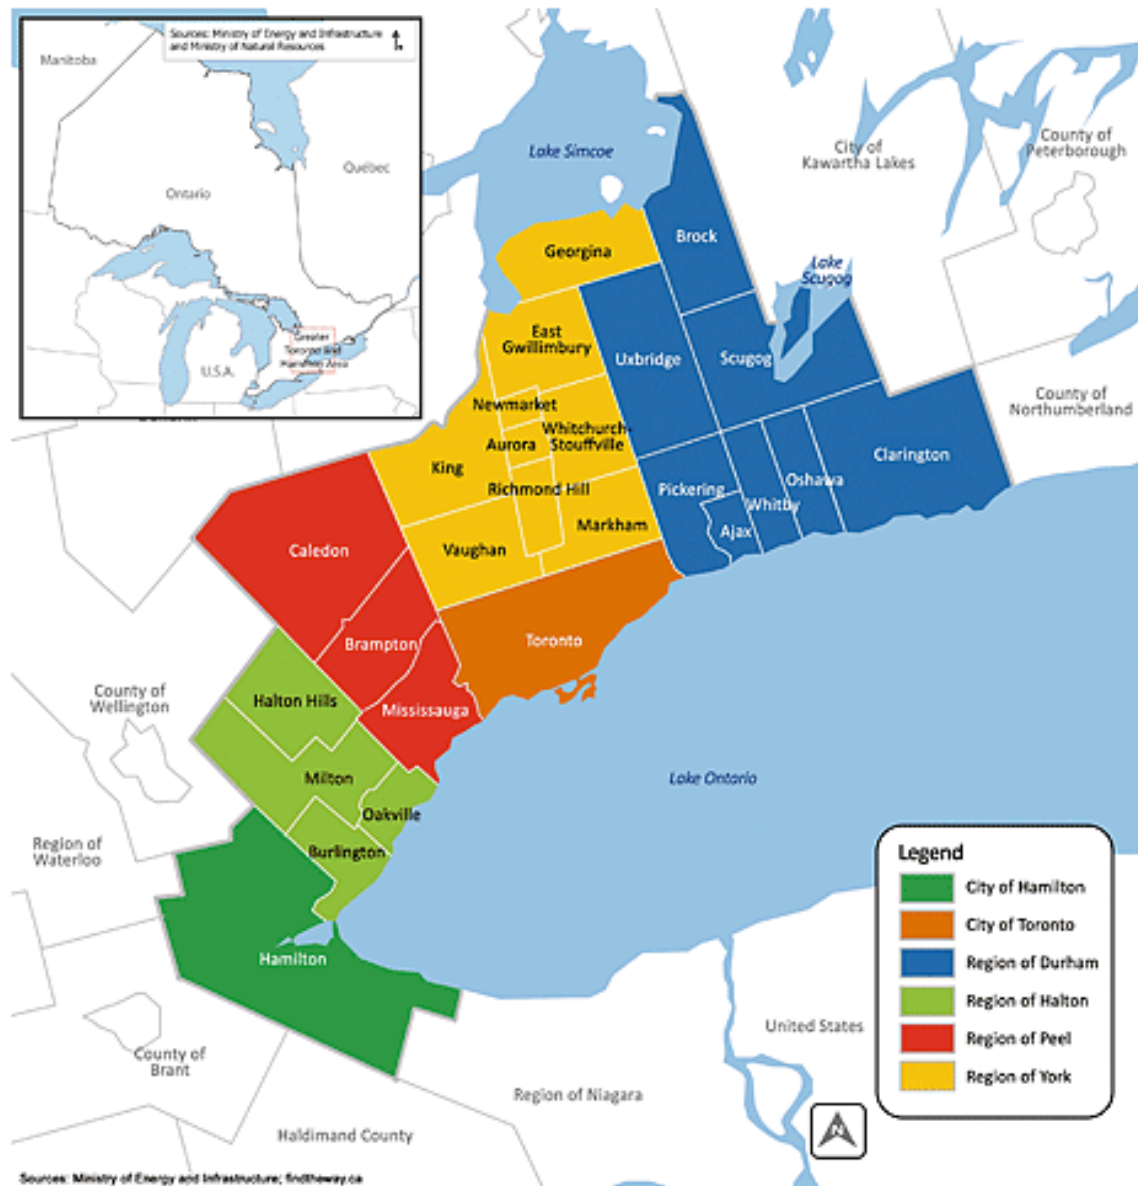 Sources: Ministry of Energy and Infrastructure
and Ministry of Natural Resources
Manitoba
Québec
Ontario
U.S.A.
Greater
Toronto and
Hamilton Area
Lake Simcoe
City of
Kawartha Lakes
County of
Peterborough
Brock
Georgina
Lake
Scugog
East
Gwillimbury
Uxbridge
Scugog
County of
Northumberland
Newmarket
Whitchurch-
Stouffville
Aurora
King
Clarington
Richmond Hill
Pickering
Oshawa
Whitby
Markham
Ajax
Vaughan
Caledon
Toronto
Brampton
County of
Wellington
Halton Hills
Mississauga
Milton
Lake Ontario
Oakville
Region of
Waterloo
Burlington
Hamilton
Legend
City of Hamilton
City of Toronto
Region of Durham
Region of Halton
Region of Peel
Region of York
United States
County of
Brant
Region of Niagara
Haldimand County
N
Sources: Ministry of Energy and Infrastructure; findtheway.ca